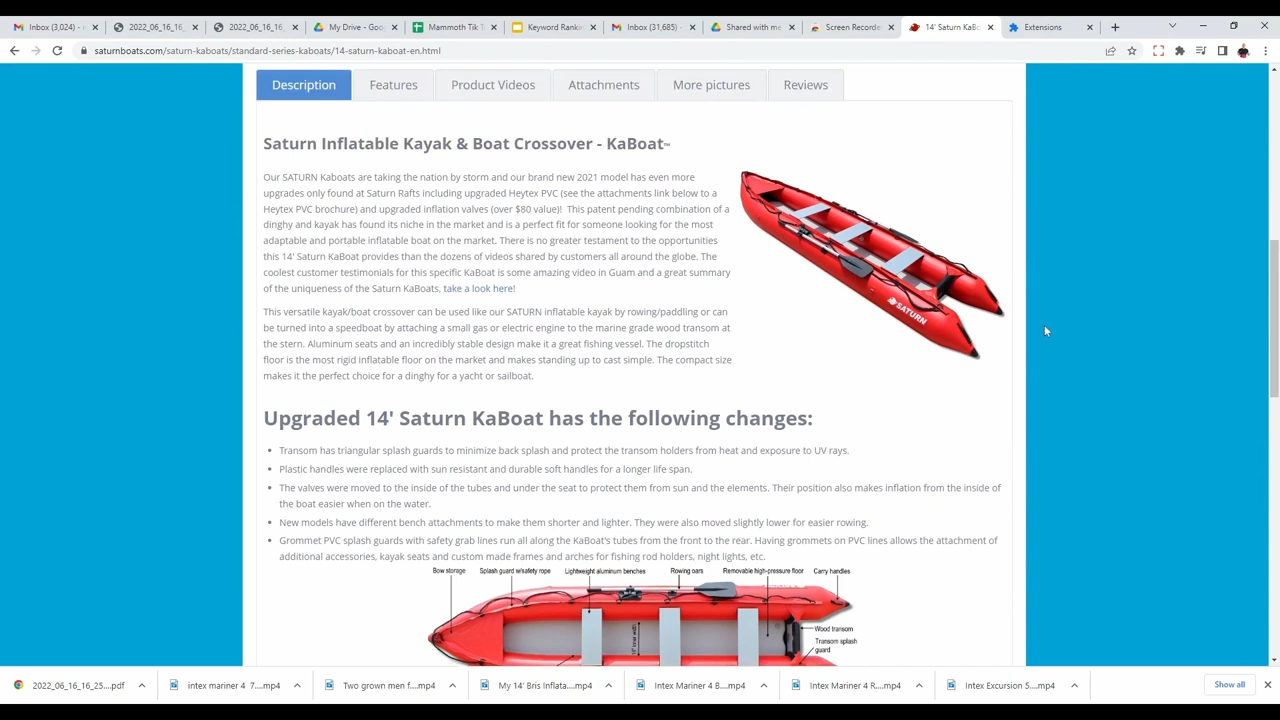 Inbox (3,024) -
2022_06_16_16_
2022_06_16_16_
My Drive - Goog
Mammoth Tik T
Keyword Rankin
Inbox (31,685) -
Shared with me
Screen Recorde
14' Saturn KaBo
Extensions
saturnboats.com/saturn-kaboats/standard-series-kaboats/14-saturn-kaboat-en.html
Description
Features
Product Videos
Attachments
More pictures
Reviews
Saturn Inflatable Kayak & Boat Crossover - KaBoat™
Our SATURN Kaboats are taking the nation by storm and our brand new 2021 model has even more
upgrades only found at Saturn Rafts including upgraded Heytex PVC (see the attachments link below to a
Heytex PVC brochure) and upgraded inflation valves (over $80 value)! This patent pending combination of a
dinghy and kayak has found its niche in the market and is a perfect fit for someone looking for the most
adaptable and portable inflatable boat on the market. There is no greater testament to the opportunities
this 14' Saturn KaBoat provides than the dozens of videos shared by customers all around the globe. The
coolest customer testimonials for this specific KaBoat is some amazing video in Guam and a great summary
of the uniqueness of the Saturn KaBoats, take a look here!
SATURN
This versatile kayak/boat crossover can be used like our SATURN inflatable kayak by rowing/paddling or can
be turned into a speedboat by attaching a small gas or electric engine to the marine grade wood transom at
the stern. Aluminum seats and an incredibly stable design make it a great fishing vessel. The dropstitch
floor is the most rigid inflatable floor on the market and makes standing up to cast simple. The compact size
makes it the perfect choice for a dinghy for a yacht or sailboat.
Upgraded 14' Saturn KaBoat has the following changes:
Transom has triangular splash guards to minimize back splash and protect the transom holders from heat and exposure to UV rays.
Plastic handles were replaced with sun resistant and durable soft handles for a longer life span.
The valves were moved to the inside of the tubes and under the seat to protect them from sun and the elements. Their position also makes inflation from the inside of
the boat easier when on the water.
New models have different bench attachments to make them shorter and lighter. They were also moved slightly lower for easier rowing.
Grommet PVC splash guards with safety grab lines run all along the KaBoat's tubes from the front to the rear. Having grommets on PVC lines allows the attachment of
additional accessories, kayak seats and custom made frames and arches for fishing rod holders, night lights, etc.
Bow storage
Splash guard w/safety rope
Lightweight aluminum benches
Rowing oars
Removable high-pressure floor
Carry handles
Wood transom
Transom splash
guard
2022_06_16_16_25....pdf
intex mariner 4 7....mp4
Two grown men f....mp4
My 14' Bris Inflata....mp4
Intex Mariner 4 B....mp4
Intex Mariner 4 R....mp4
Intex Excursion 5....mp4
Show all